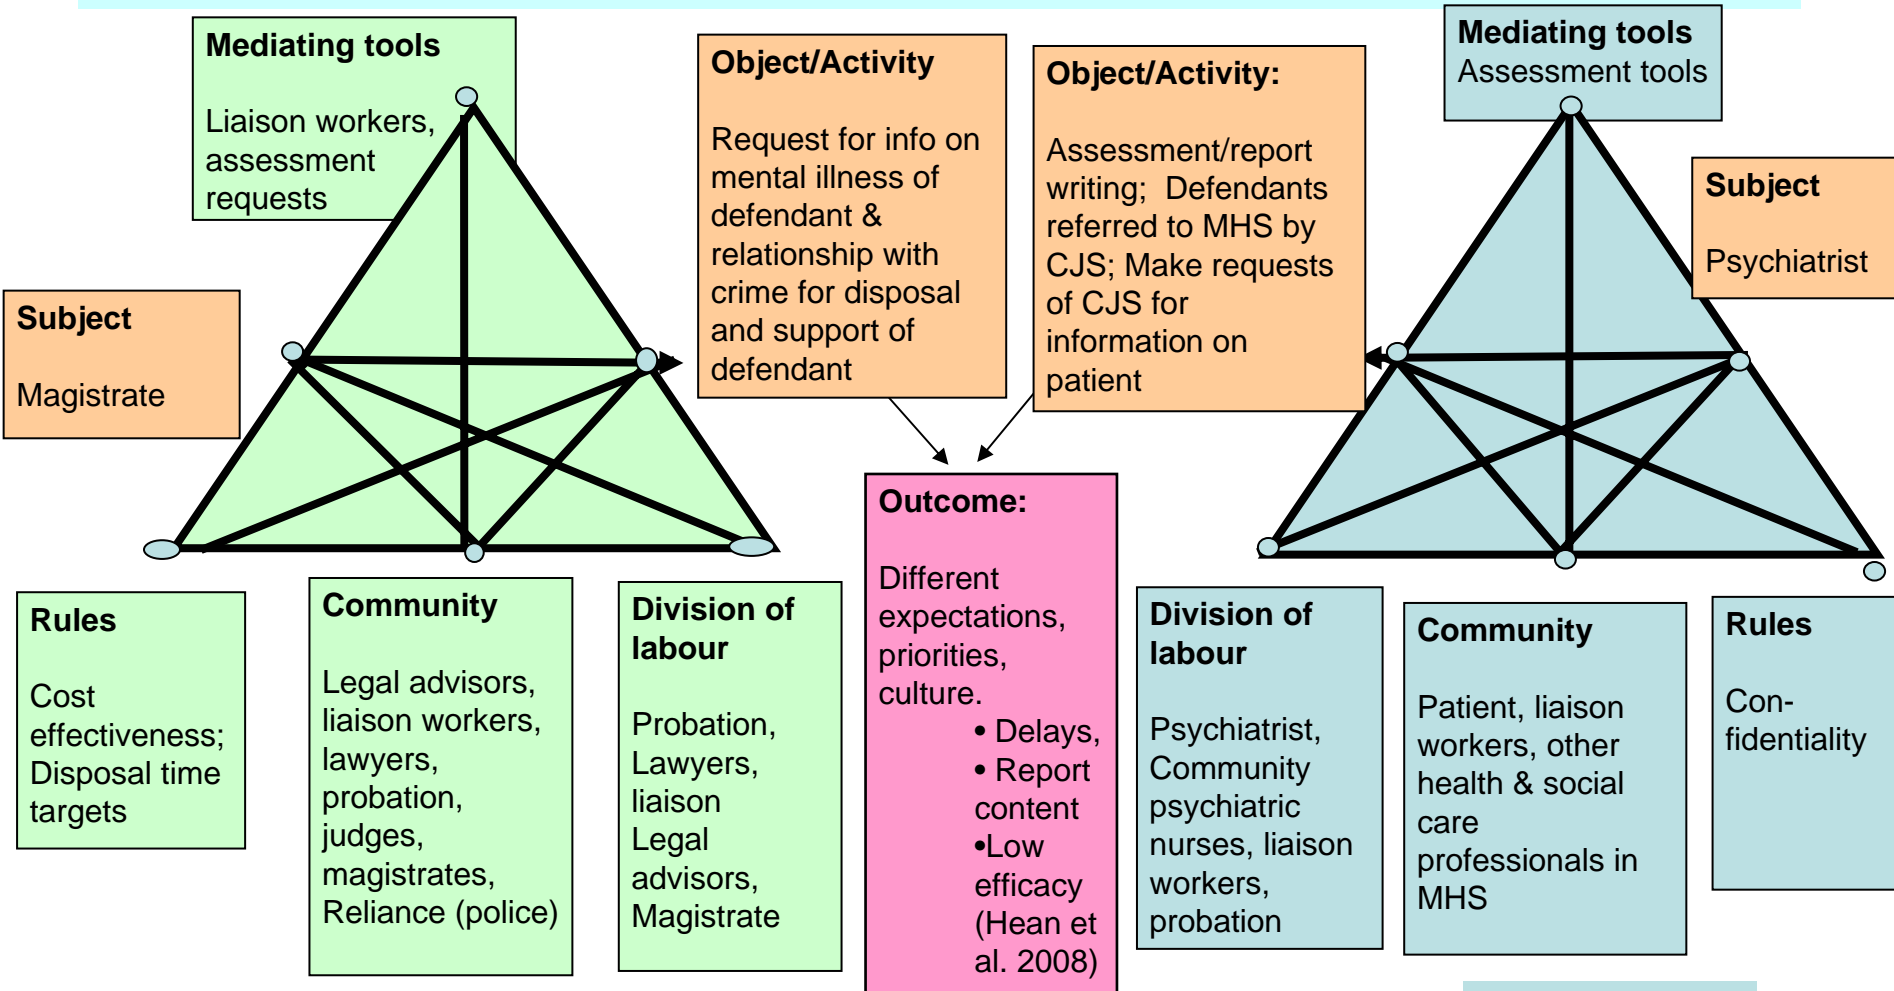 Mediating tools
Liaison workers,
assessment
requests
Object/Activity
Request for info on
mental illness of
defendant &
relationship with
crime for disposal
and support of
defendant
Object/Activity:
Assessment/report
writing; Defendants
referred to MHS by
CJS; Make requests
of CJS for
information on
patient
Mediating tools
Assessment tools
Subject
Psychiatrist
Subject
Magistrate
Rules
Cost
effectiveness;
Disposal time
targets
Community
Legal advisors,
liaison workers,
lawyers,
probation,
judges,
magistrates,
Reliance (police)
Division of
labour
Probation,
Lawyers,
liaison
Legal
advisors,
Magistrate
Outcome:
Different
expectations,
priorities,
culture.
• Delays,
• Report
content
•Low
efficacy
(Hean et
al. 2008)
Division of
labour
Psychiatrist,
Community
psychiatric
nurses, liaison
workers,
probation
Community
Patient, liaison
workers, other
health & social
care
professionals in
MHS
Rules
Con-
fidentiality